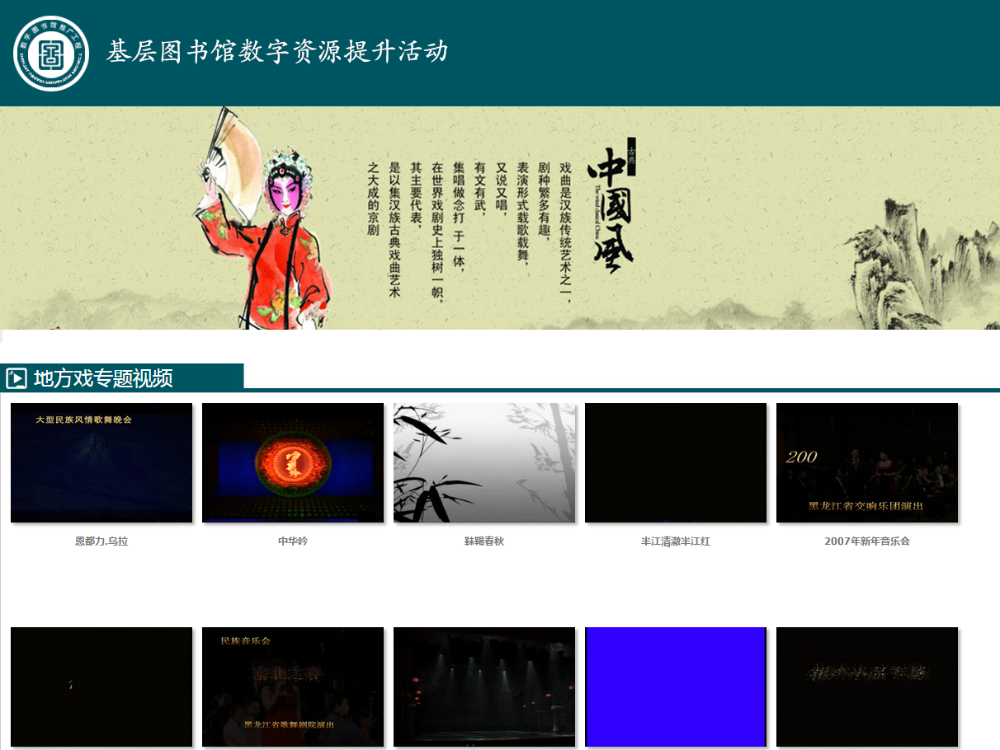 数字图书馆推广工程
基层图书馆数字资源提升活动
古典
中國風
The wind classical China
戏曲是汉族传统艺术之一，
剧种繁多有趣，
表演形式载歌载舞，
又说又唱，
有文有武，
集唱做念打 于一体，
在世界戏剧史上独树一帜，
其主要代表，
是以集汉族古典戏曲艺术
之大成的京剧
地方戏专题视频
大型民族风情歌舞晚会
200
黑龙江省交响乐团演出
恩都力.乌拉
中华吟
靺鞨春秋
半江清澈半江红
2007年新年音乐会
民族音乐会
黑龙江省歌舞剧院演出